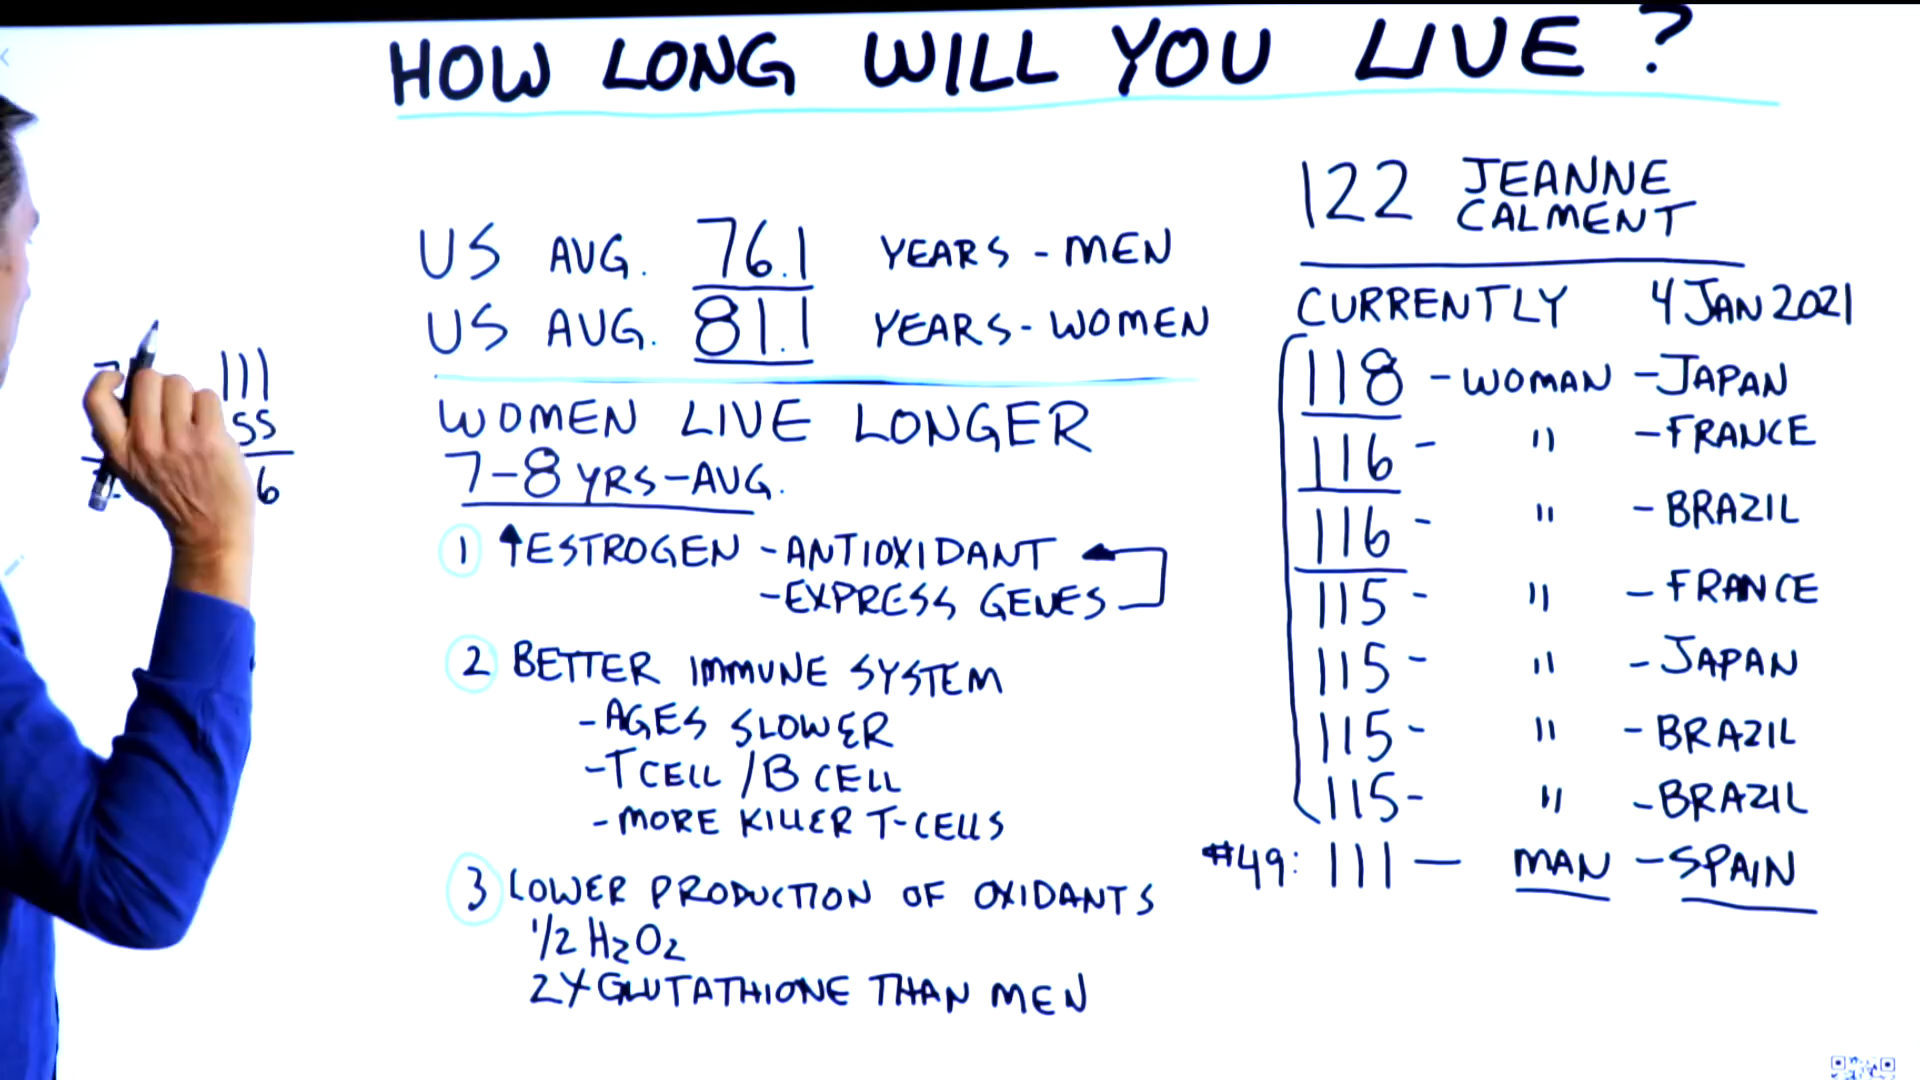 HOW LONG WILL YOU LIVE?
US AVG. 76.1 YEARS - MEN
US AVG. 81.1 YEARS - WOMEN
WOMEN LIVE LONGER
7-8 YRS - AVG.
1 ↑ESTROGEN - ANTIOXIDANT
- EXPRESS GENES
2 BETTER IMMUNE SYSTEM
- AGES SLOWER
- T CELL / B CELL
- MORE KILLER T-CELLS
3 LOWER PRODUCTION OF OXIDANTS
1/2 H2O2
2X GLUTATHIONE THAN MEN
122 JEANNE
CALMENT
CURRENTLY 4 JAN 2021
118 - WOMAN - JAPAN
116 - " - FRANCE
116 - " - BRAZIL
115 - " - FRANCE
115 - " - JAPAN
115 - " - BRAZIL
115 - " - BRAZIL
#49: 111 — MAN - SPAIN
111
55
6